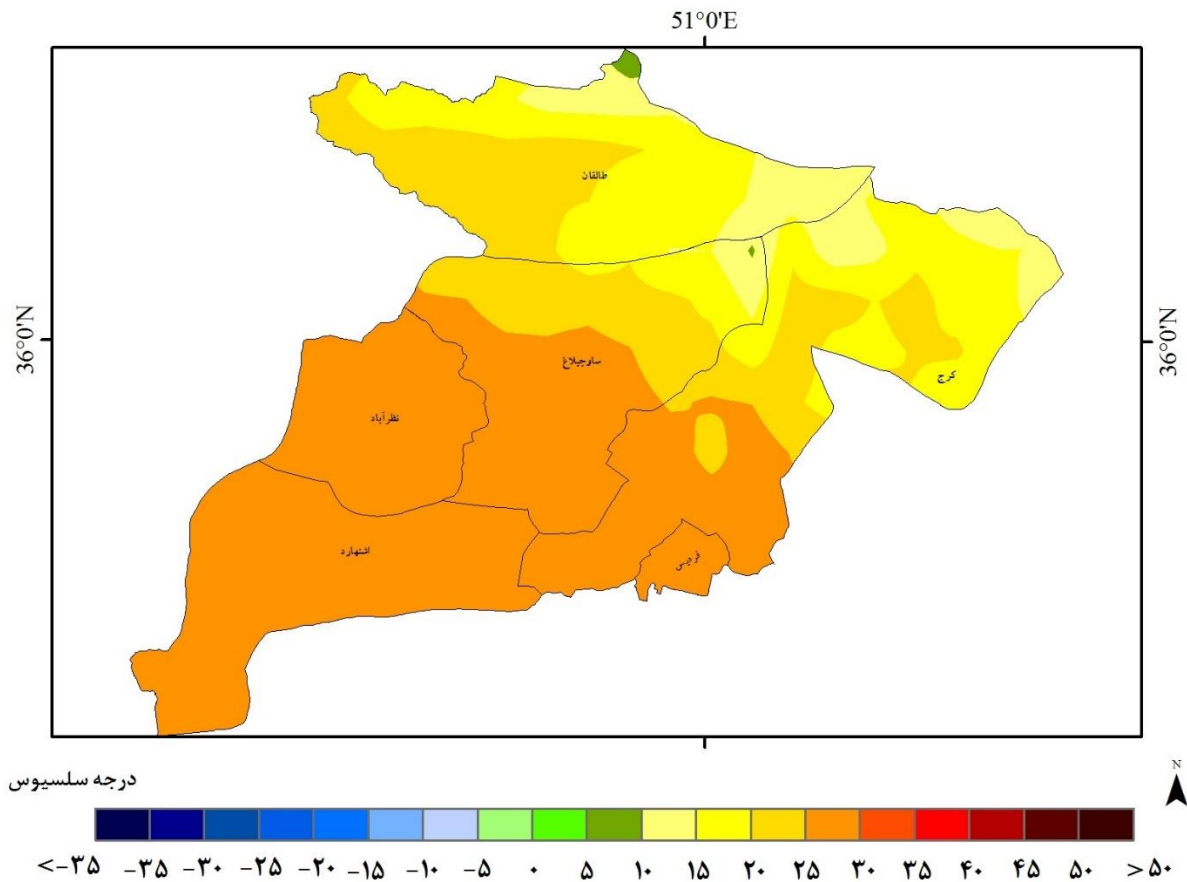 51°0'E
36°0'N
36°0'N
طالقان
ساوجبلاغ
کرج
نظرآباد
اشتهارد
فردیس
درجه سلسیوس
N
<-۳۵ -۳۵ -۳۰ -۲۵ -۲۰ -۱۵ -۱۰ -۵ ۰ ۵ ۱۰ ۱۵ ۲۰ ۲۵ ۳۰ ۳۵ ۴۰ ۴۵ ۵۰ >۵۰